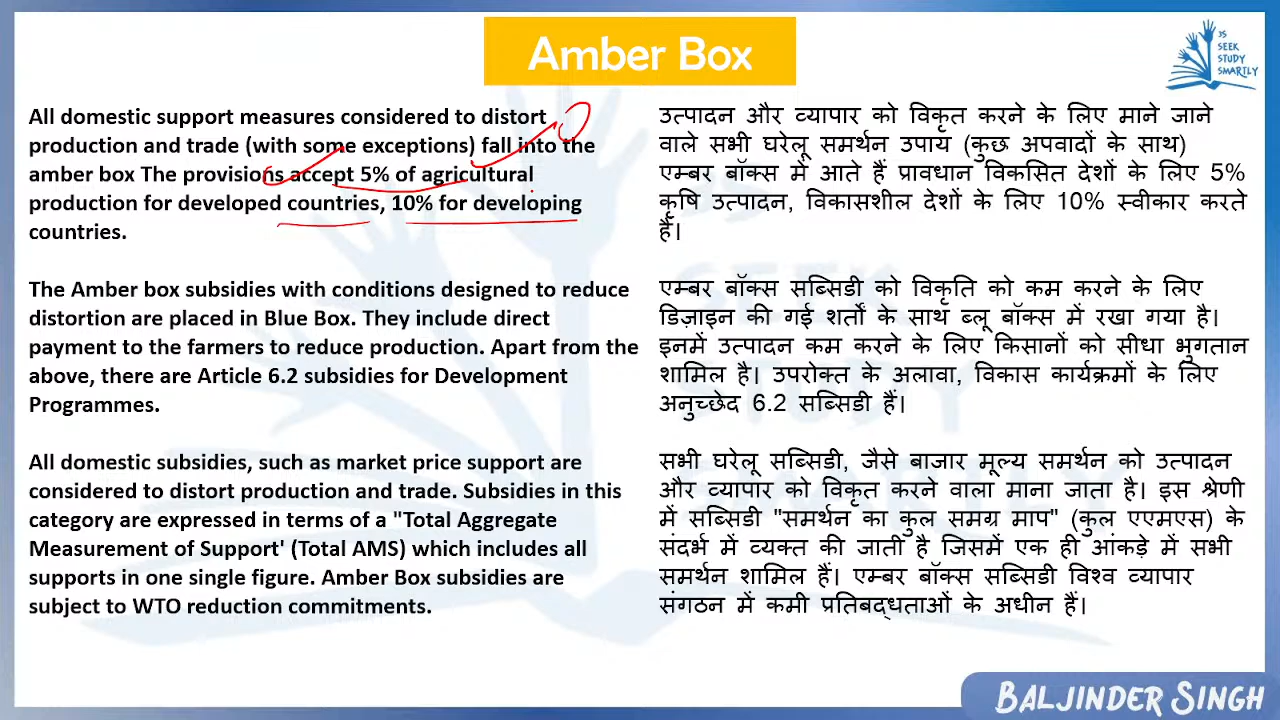 Amber Box
JS
SEEK
STUDY
SMARTLY
All domestic support measures considered to distort
production and trade (with some exceptions) fall into the
amber box The provisions accept 5% of agricultural
production for developed countries, 10% for developing
countries.
The Amber box subsidies with conditions designed to reduce
distortion are placed in Blue Box. They include direct
payment to the farmers to reduce production. Apart from the
above, there are Article 6.2 subsidies for Development
Programmes.
All domestic subsidies, such as market price support are
considered to distort production and trade. Subsidies in this
category are expressed in terms of a "Total Aggregate
Measurement of Support' (Total AMS) which includes all
supports in one single figure. Amber Box subsidies are
subject to WTO reduction commitments.
उत्पादन और व्यापार को विकृत करने के लिए माने जाने
वाले सभी घरेलू समर्थन उपाय (कुछ अपवादों के साथ)
एम्बर बॉक्स में आते हैं प्रावधान विकसित देशों के लिए 5%
कृषि उत्पादन, विकासशील देशों के लिए 10% स्वीकार करते
हैं।
एम्बर बॉक्स सब्सिडी को विकृति को कम करने के लिए
डिज़ाइन की गई शर्तों के साथ ब्लू बॉक्स में रखा गया है।
इनमें उत्पादन कम करने के लिए किसानों को सीधा भुगतान
शामिल है। उपरोक्त के अलावा, विकास कार्यक्रमों के लिए
अनुच्छेद 6.2 सब्सिडी हैं।
सभी घरेलू सब्सिडी, जैसे बाजार मूल्य समर्थन को उत्पादन
और व्यापार को विकृत करने वाला माना जाता है। इस श्रेणी
में सब्सिडी "समर्थन का कुल समग्र माप" (कुल एएमएस) के
संदर्भ में व्यक्त की जाती है जिसमें एक ही आंकड़े में सभी
समर्थन शामिल हैं। एम्बर बॉक्स सब्सिडी विश्व व्यापार
संगठन में कमी प्रतिबद्धताओं के अधीन हैं।
JS
SEEK
STUDY
SMARTLY
BALJINDER SINGH